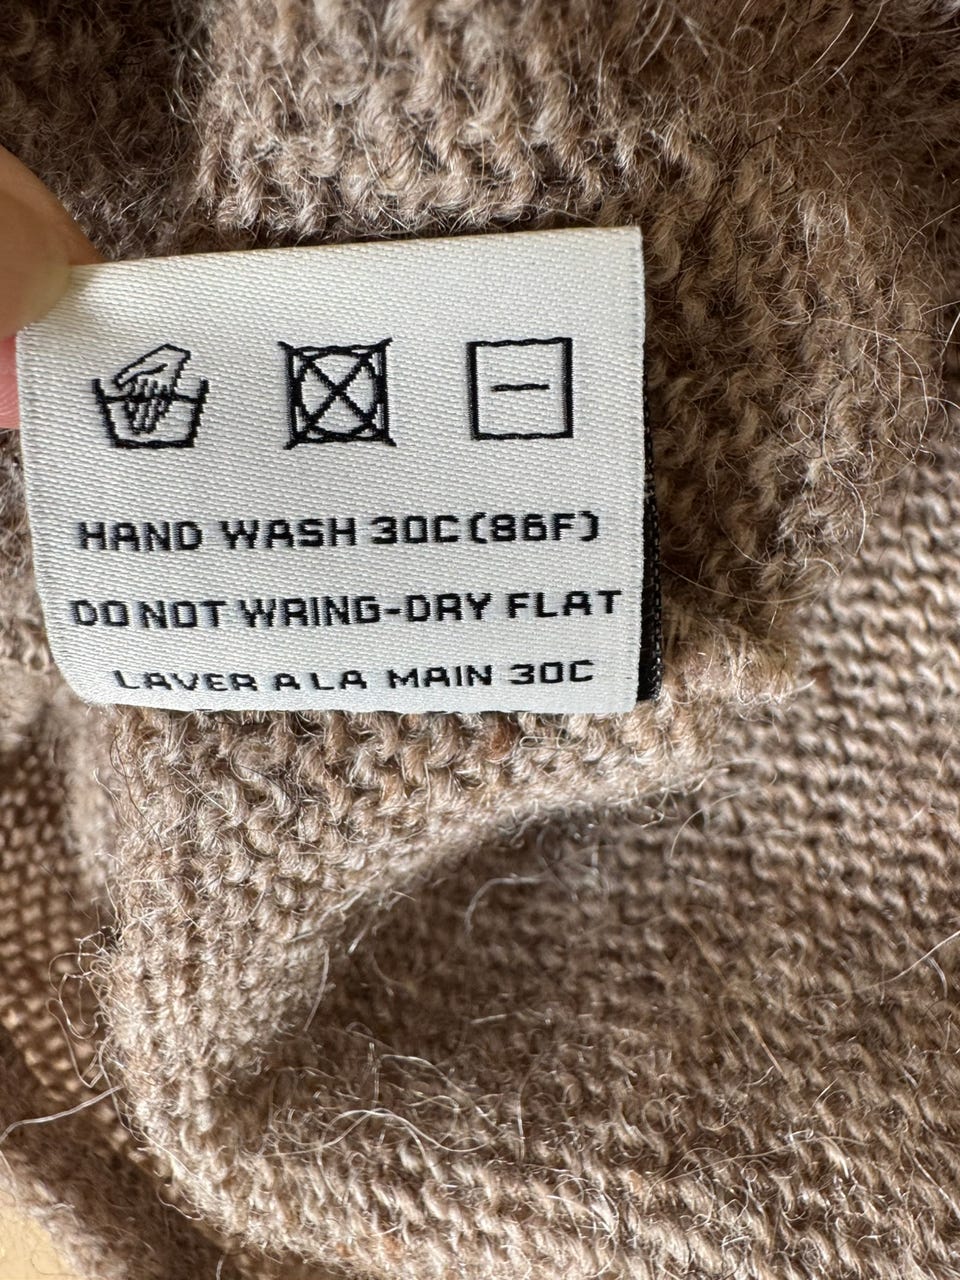 HAND WASH 30C(86F)
DO NOT WRING-DRY FLAT
LAVER A LA MAIN 30C